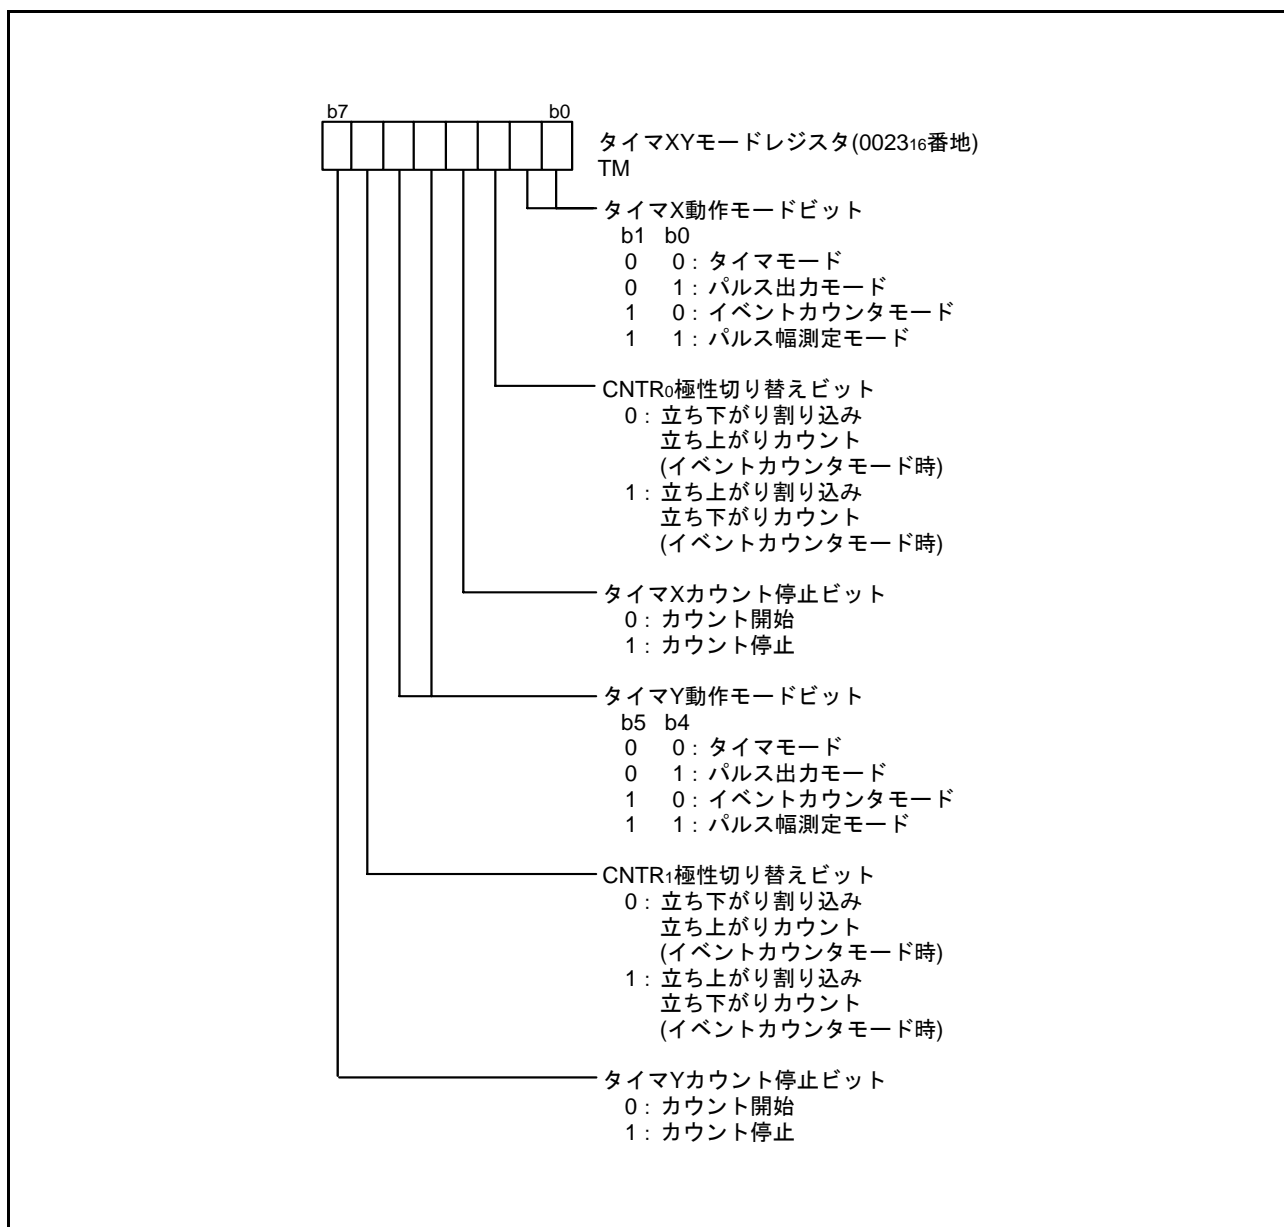 b7 b0
タイマXYモードレジスタ(002316番地)
TM
タイマX動作モードビット
b1 b0
0 0：タイマモード
0 1：パルス出力モード
1 0：イベントカウンタモード
1 1：パルス幅測定モード
CNTR0極性切り替えビット
0：立ち下がり割り込み
立ち上がりカウント
(イベントカウンタモード時)
1：立ち上がり割り込み
立ち下がりカウント
(イベントカウンタモード時)
タイマXカウント停止ビット
0：カウント開始
1：カウント停止
タイマY動作モードビット
b5 b4
0 0：タイマモード
0 1：パルス出力モード
1 0：イベントカウンタモード
1 1：パルス幅測定モード
CNTR1極性切り替えビット
0：立ち下がり割り込み
立ち上がりカウント
(イベントカウンタモード時)
1：立ち上がり割り込み
立ち下がりカウント
(イベントカウンタモード時)
タイマYカウント停止ビット
0：カウント開始
1：カウント停止